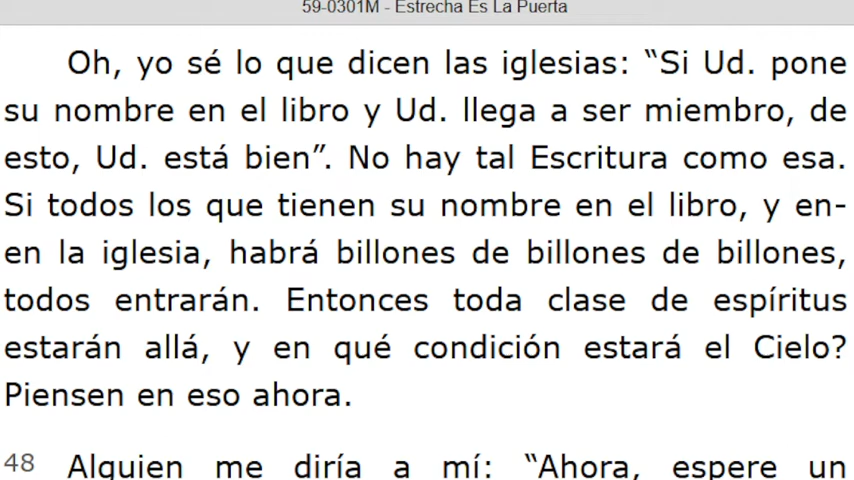 59-0301M - Estrecha Es La Puerta
Oh, yo sé lo que dicen las iglesias: “Si Ud. pone
su nombre en el libro y Ud. llega a ser miembro, de
esto, Ud. está bien”. No hay tal Escritura como esa.
Si todos los que tienen su nombre en el libro, y en-
en la iglesia, habrá billones de billones de billones,
todos entrarán. Entonces toda clase de espíritus
estarán allá, y en qué condición estará el Cielo?
Piensen en eso ahora.
48 Alguien me diría a mí: “Ahora, espere un